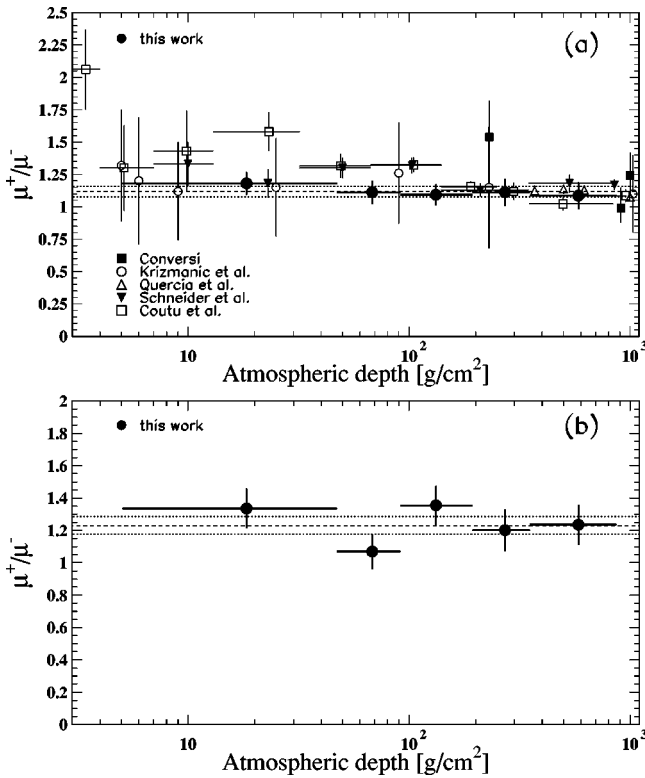 2.5
2.25
2
1.75
1.5
1.25
1
0.75
0.5
0.25
0
μ⁺/μ⁻
this work
(a)
Conversi
Krizmanic et al.
Quercia et al.
Schneider et al.
Coutu et al.
10
10²
10³
Atmospheric depth [g/cm²]
2
1.8
1.6
1.4
1.2
1
0.8
0.6
0.4
0.2
0
μ⁺/μ⁻
this work
(b)
10
10²
10³
Atmospheric depth [g/cm²]